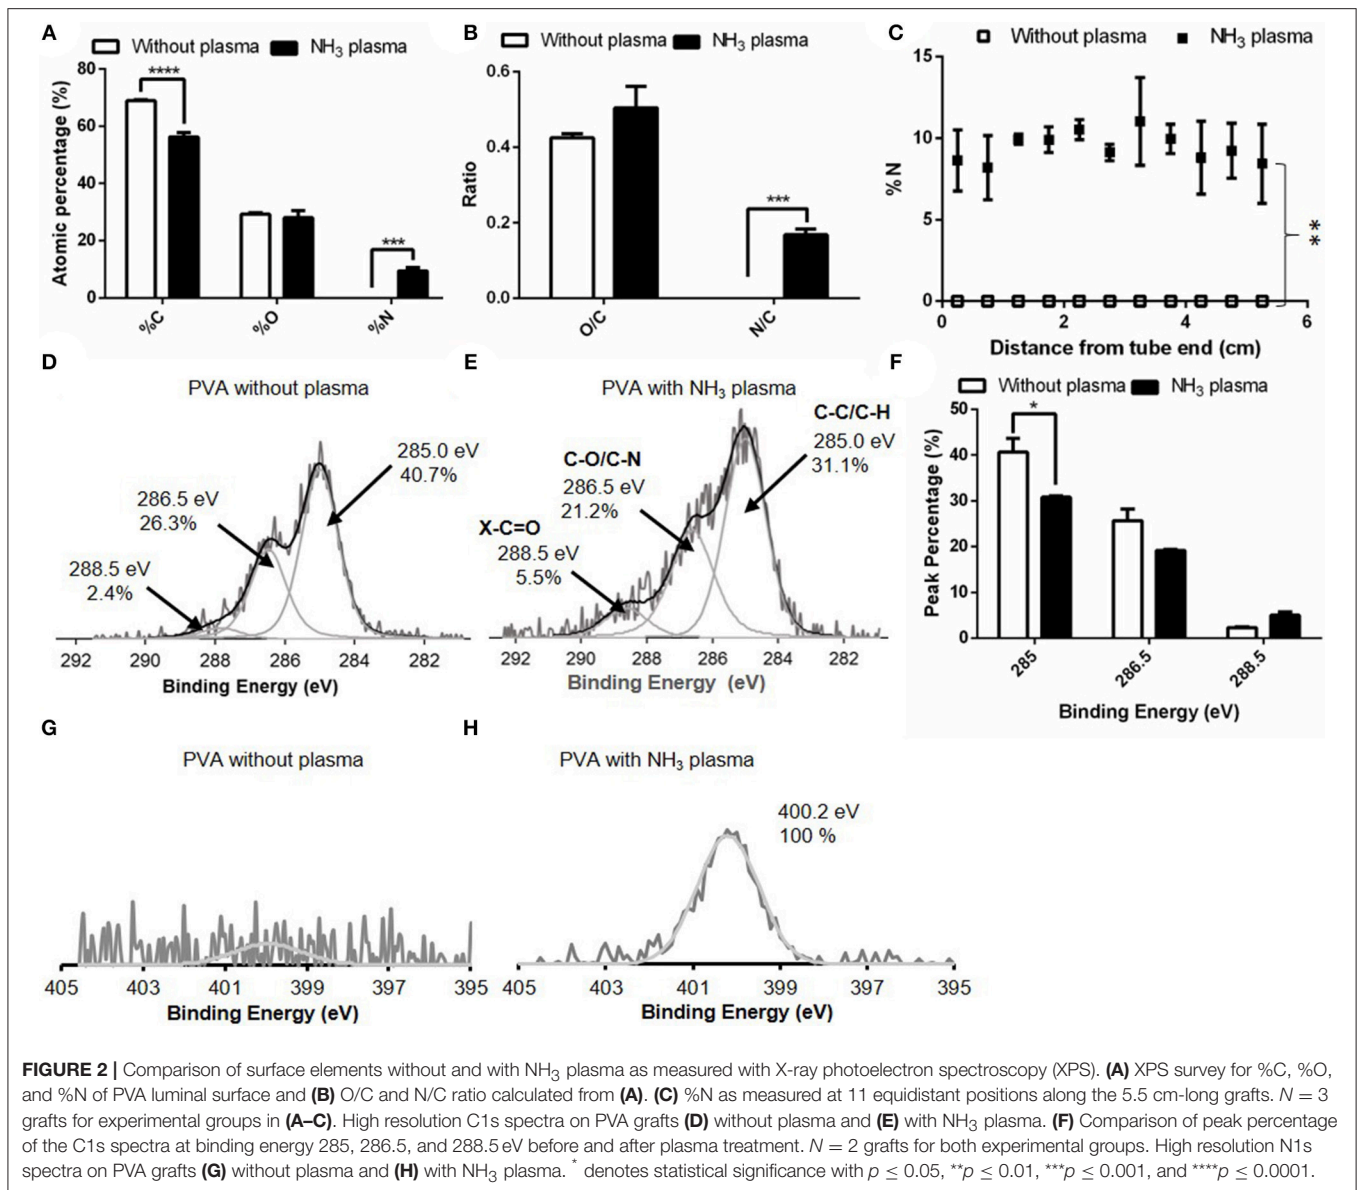 A
Without plasma NH3 plasma
Atomic percentage (%)
80
60
40
20
0
****
***
%C %O %N
B
Without plasma NH3 plasma
Ratio
0.6
0.4
0.2
0.0
***
O/C N/C
C
Without plasma NH3 plasma
% N
15
10
5
0
**
0 2 4 6
Distance from tube end (cm)
D
PVA without plasma
285.0 eV
40.7%
286.5 eV
26.3%
288.5 eV
2.4%
292 290 288 286 284 282
Binding Energy (eV)
E
PVA with NH3 plasma
C-C/C-H
285.0 eV
31.1%
C-O/C-N
286.5 eV
21.2%
X-C=O
288.5 eV
5.5%
292 290 288 286 284 282
Binding Energy (eV)
F
Without plasma NH3 plasma
Peak Percentage (%)
50
40
30
20
10
0
*
285 286.5 288.5
Binding Energy (eV)
G
PVA without plasma
405 403 401 399 397 395
Binding Energy (eV)
H
PVA with NH3 plasma
400.2 eV
100 %
405 403 401 399 397 395
Binding Energy (eV)
FIGURE 2 | Comparison of surface elements without and with NH3 plasma as measured with X-ray photoelectron spectroscopy (XPS). (A) XPS survey for %C, %O,
and %N of PVA luminal surface and (B) O/C and N/C ratio calculated from (A). (C) %N as measured at 11 equidistant positions along the 5.5 cm-long grafts. N = 3
grafts for experimental groups in (A–C). High resolution C1s spectra on PVA grafts (D) without plasma and (E) with NH3 plasma. (F) Comparison of peak percentage
of the C1s spectra at binding energy 285, 286.5, and 288.5 eV before and after plasma treatment. N = 2 grafts for both experimental groups. High resolution N1s
spectra on PVA grafts (G) without plasma and (H) with NH3 plasma. * denotes statistical significance with p ≤ 0.05, **p ≤ 0.01, ***p ≤ 0.001, and ****p ≤ 0.0001.